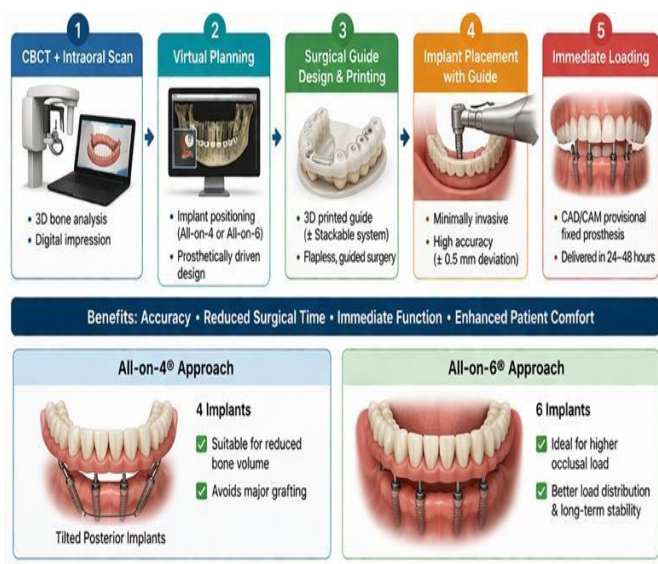 1
CBCT + Intraoral Scan
• 3D bone analysis
• Digital impression
2
Virtual Planning
• Implant positioning
(All-on-4 or All-on-6)
• Prosthetically driven
design
3
Surgical Guide
Design & Printing
• 3D printed guide
(± Stackable system)
• Flapless, guided surgery
4
Implant Placement
with Guide
• Minimally invasive
• High accuracy
(± 0.5 mm deviation)
5
Immediate Loading
• CAD/CAM provisional
fixed prosthesis
• Delivered in 24–48 hours
Benefits: Accuracy • Reduced Surgical Time • Immediate Function • Enhanced Patient Comfort
All-on-4® Approach
4 Implants
Suitable for reduced
bone volume
Avoids major grafting
Tilted Posterior Implants
All-on-6® Approach
6 Implants
Ideal for higher
occlusal load
Better load distribution
& long-term stability